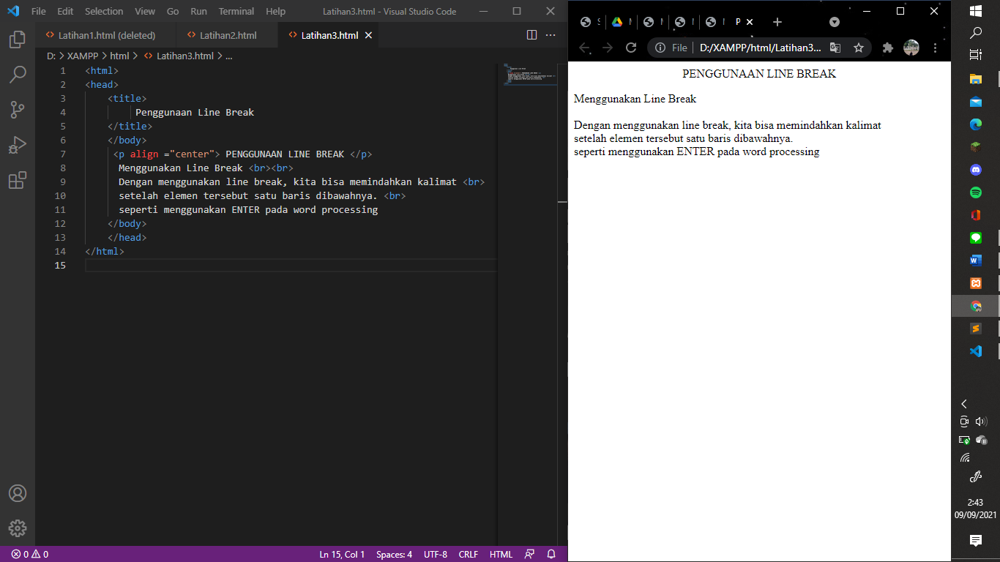 File Edit Selection View Go Run Terminal Help Latihan3.html - Visual Studio Code
Latihan1.html (deleted) Latihan2.html Latihan3.html
D: > XAMPP > html > Latihan3.html > ...
1 <html>
2 <head>
3 <title>
4 Penggunaan Line Break
5 </title>
6 </body>
7 <p align ="center"> PENGGUNAAN LINE BREAK </p>
8 Menggunakan Line Break <br><br>
9 Dengan menggunakan line break, kita bisa memindahkan kalimat <br>
10 setelah elemen tersebut satu baris dibawahnya. <br>
11 seperti menggunakan ENTER pada word processing
12 </body>
13 </head>
14 </html>
15
0 0 Ln 15, Col 1 Spaces: 4 UTF-8 CRLF HTML
File D:/XAMPP/html/Latihan3...
PENGGUNAAN LINE BREAK
Menggunakan Line Break
Dengan menggunakan line break, kita bisa memindahkan kalimat
setelah elemen tersebut satu baris dibawahnya.
seperti menggunakan ENTER pada word processing
2:43
09/09/2021